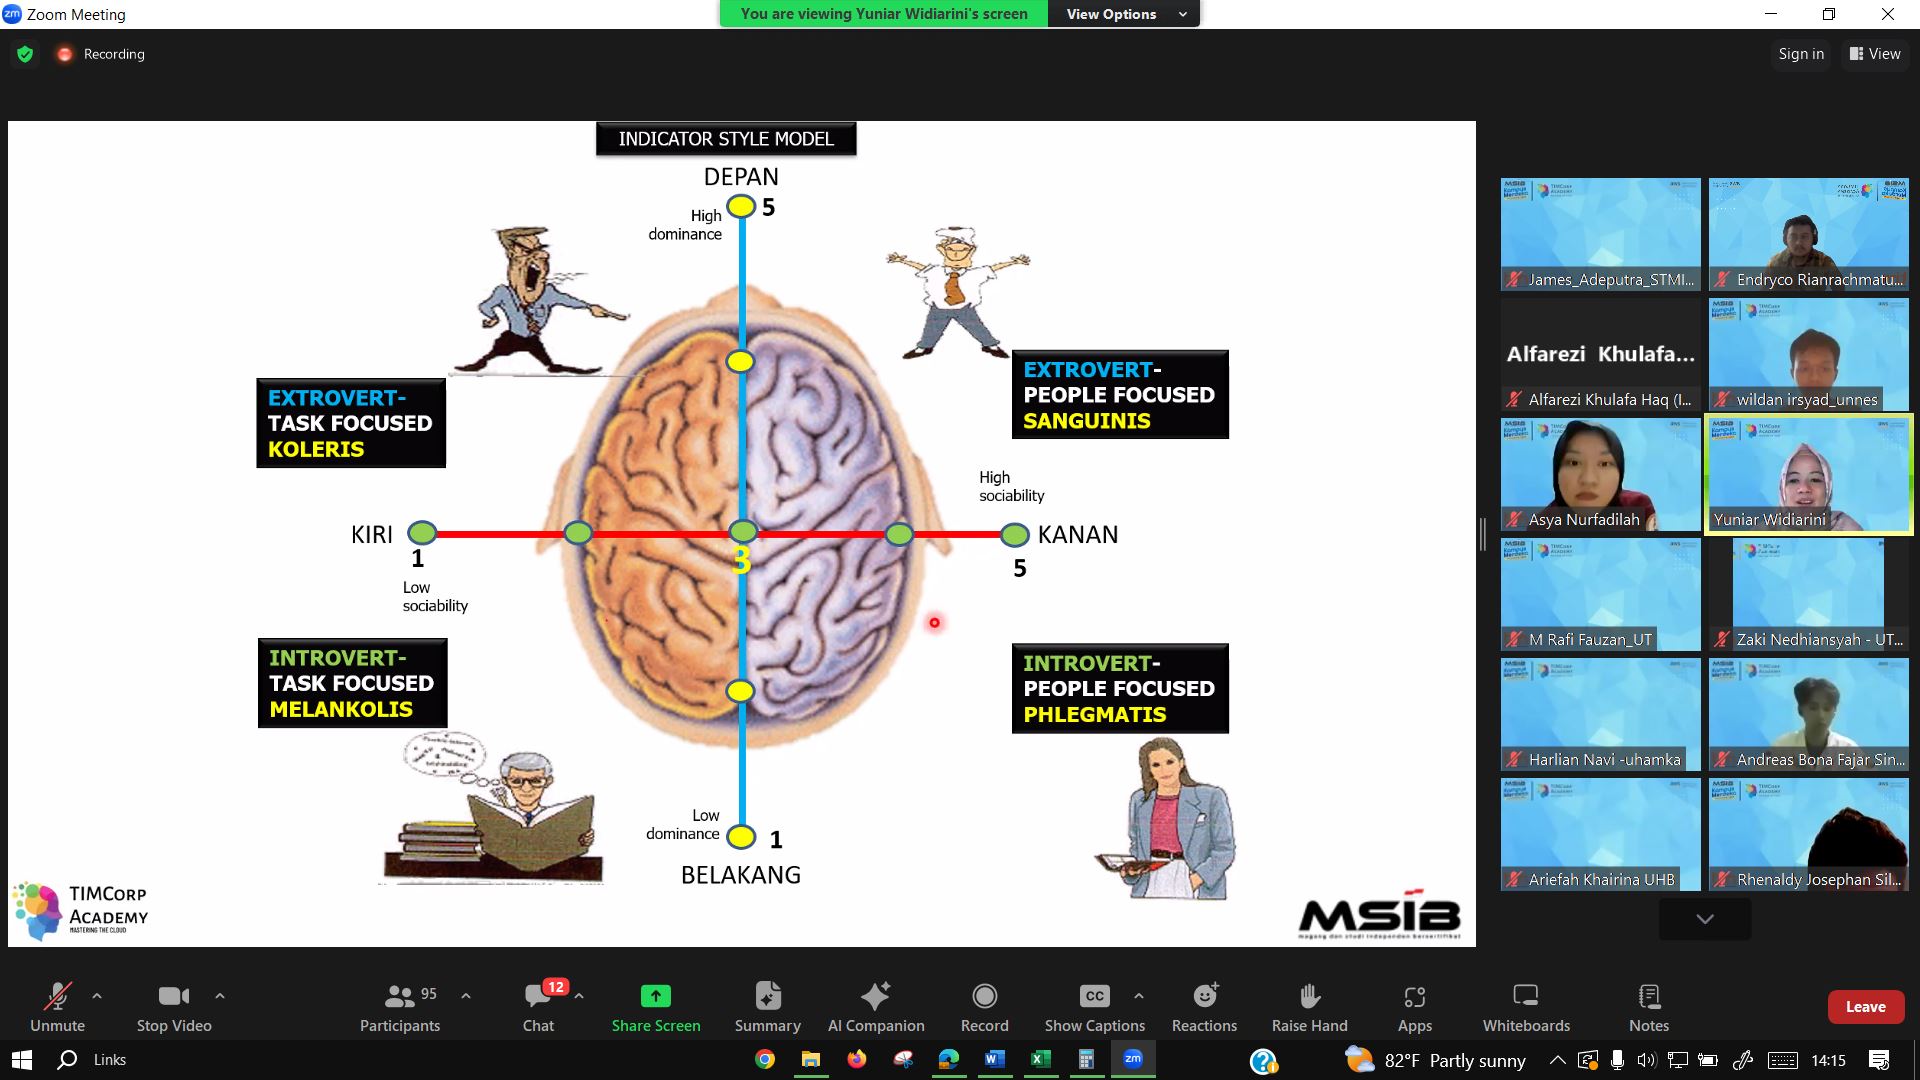 Zoom Meeting
You are viewing Yuniar Widiarini's screen
View Options
Recording
Sign in
View
INDICATOR STYLE MODEL
DEPAN
5
High
dominance
EXTROVERT-
TASK FOCUSED
KOLERIS
EXTROVERT-
PEOPLE FOCUSED
SANGUINIS
High
sociability
KIRI
KANAN
1
3
5
Low
sociability
INTROVERT-
TASK FOCUSED
MELANKOLIS
INTROVERT-
PEOPLE FOCUSED
PHLEGMATIS
Low
dominance
1
BELAKANG
TIMCorp
Academy
MASTERING THE CLOUD
MSIB
magang dan studi independen bersertifikat
James_Adeputra_STMI...
Endryco Rianrachmatu...
Alfarezi Khulafa...
Alfarezi Khulafa Haq (I...
wildan irsyad_unnes
Asya Nurfadilah
Yuniar Widiarini
M Rafi Fauzan_UT
Zaki Nedhiansyah - UT...
Harlian Navi -uhamka
Andreas Bona Fajar Sin...
Ariefah Khairina UHB
Rhenaldy Josephan Sil...
Unmute
Stop Video
95
Participants
12
Chat
Share Screen
Summary
AI Companion
Record
CC
Show Captions
Reactions
Raise Hand
Apps
Whiteboards
Notes
Leave
Links
zm
82°F Partly sunny
14:15